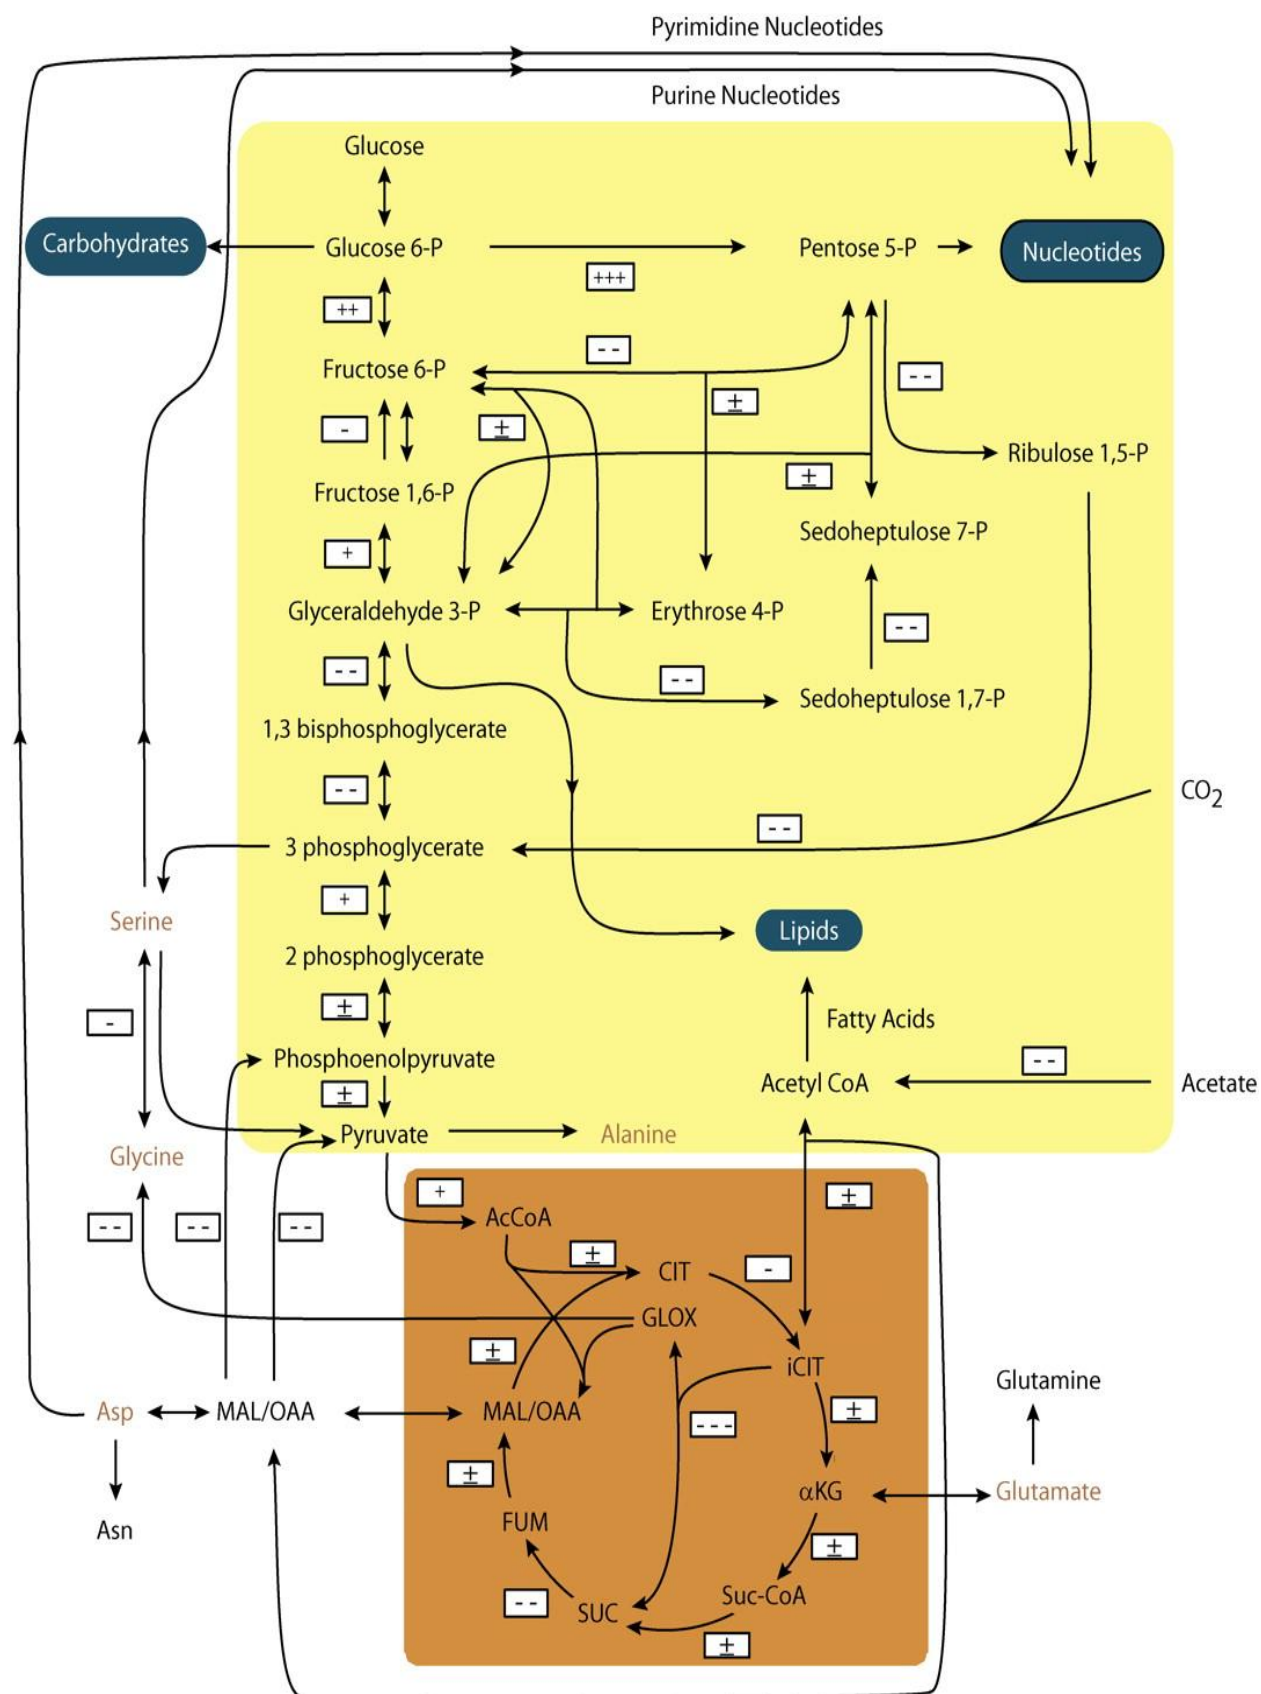 Pyrimidine Nucleotides
Purine Nucleotides
Glucose
Carbohydrates
Glucose 6-P
Pentose 5-P
Nucleotides
+++
++
- -
Fructose 6-P
- -
±
-
±
Ribulose 1,5-P
±
Fructose 1,6-P
Sedoheptulose 7-P
+
Glyceraldehyde 3-P
Erythrose 4-P
- -
- -
- -
Sedoheptulose 1,7-P
1,3 bisphosphoglycerate
- -
CO2
- -
3 phosphoglycerate
+
Serine
Lipids
2 phosphoglycerate
-
±
Fatty Acids
Phosphoenolpyruvate
- -
±
Acetyl CoA
Acetate
Pyruvate
Alanine
Glycine
+
±
- -
- -
- -
AcCoA
±
CIT
-
GLOX
±
iCIT
Glutamine
Asp
MAL/OAA
MAL/OAA
- - -
±
±
αKG
Glutamate
Asn
FUM
±
- -
SUC
Suc-CoA
±